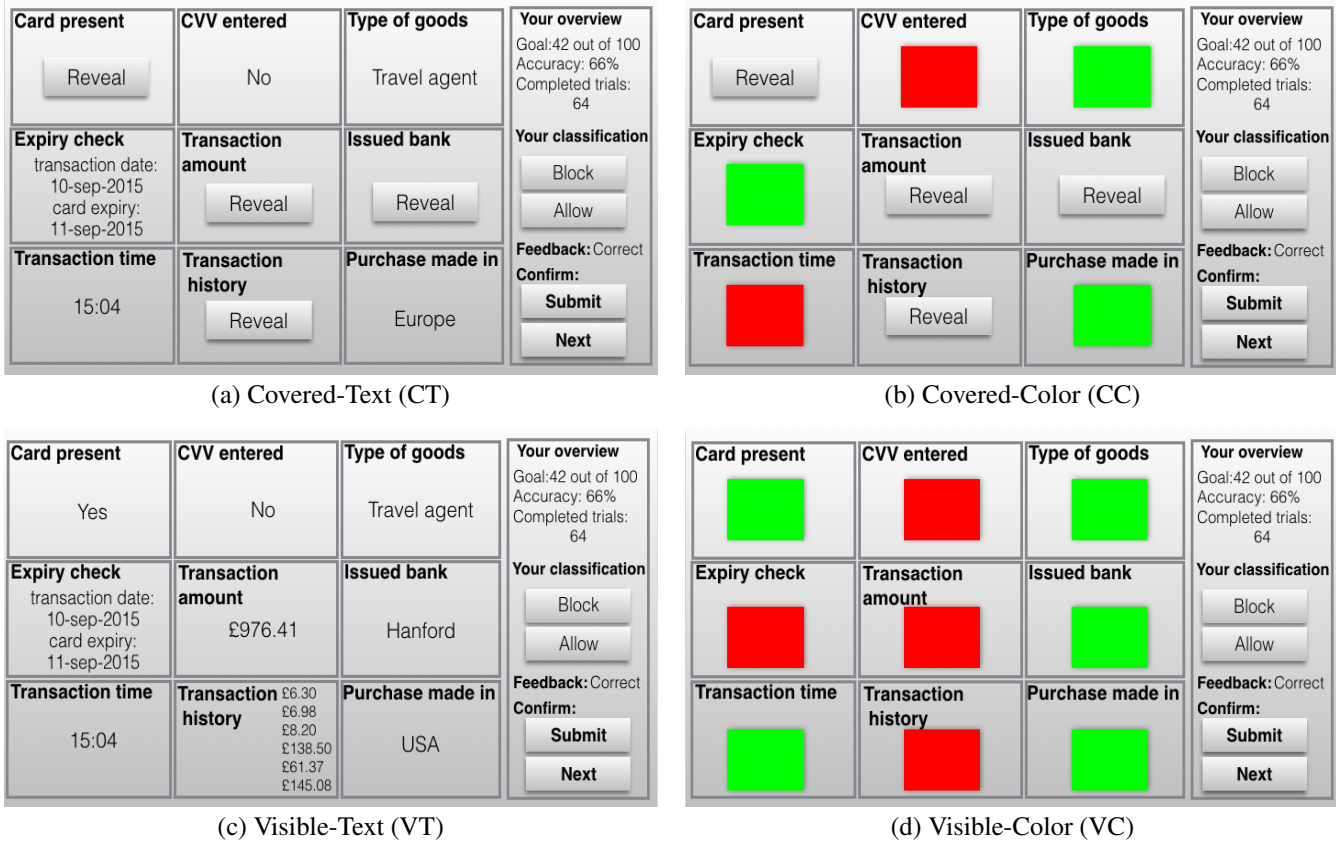 Card present
Reveal
CVV entered
No
Type of goods
Travel agent
Expiry check
transaction date:
10-sep-2015
card expiry:
11-sep-2015
Transaction
amount
Reveal
Issued bank
Reveal
Transaction time
15:04
Transaction
history
Reveal
Purchase made in
Europe
Your overview
Goal:42 out of 100
Accuracy: 66%
Completed trials:
64
Your classification
Block
Allow
Feedback: Correct
Confirm:
Submit
Next
(a) Covered-Text (CT)
Card present
Reveal
CVV entered
Type of goods
Expiry check
Transaction
amount
Reveal
Issued bank
Reveal
Transaction time
Transaction
history
Reveal
Purchase made in
Your overview
Goal:42 out of 100
Accuracy: 66%
Completed trials:
64
Your classification
Block
Allow
Feedback: Correct
Confirm:
Submit
Next
(b) Covered-Color (CC)
Card present
Yes
CVV entered
No
Type of goods
Travel agent
Expiry check
transaction date:
10-sep-2015
card expiry:
11-sep-2015
Transaction
amount
£976.41
Issued bank
Hanford
Transaction time
15:04
Transaction
history
£6.30
£6.98
£8.20
£138.50
£61.37
£145.08
Purchase made in
USA
Your overview
Goal:42 out of 100
Accuracy: 66%
Completed trials:
64
Your classification
Block
Allow
Feedback: Correct
Confirm:
Submit
Next
(c) Visible-Text (VT)
Card present
CVV entered
Type of goods
Expiry check
Transaction
amount
Issued bank
Transaction time
Transaction
history
Purchase made in
Your overview
Goal:42 out of 100
Accuracy: 66%
Completed trials:
64
Your classification
Block
Allow
Feedback: Correct
Confirm:
Submit
Next
(d) Visible-Color (VC)